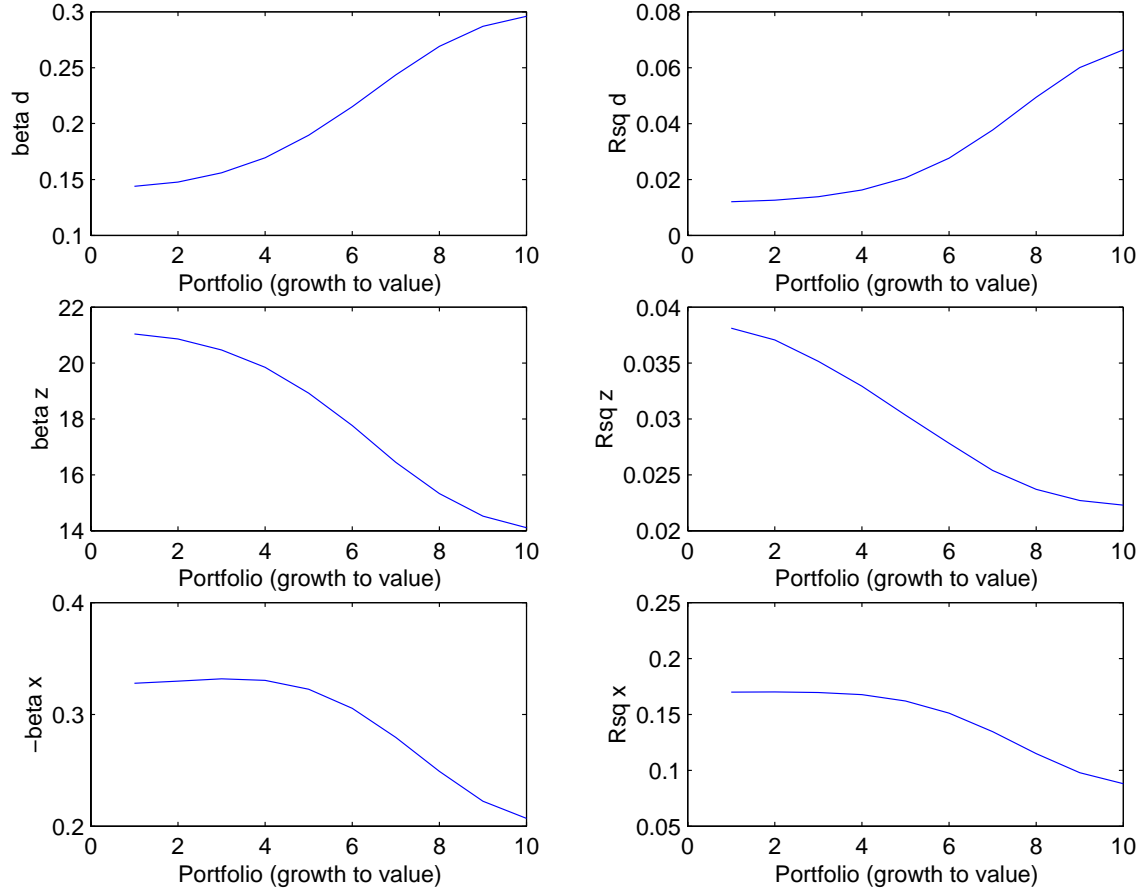 0.3
0.25
0.2
0.15
0.1
beta d
0 2 4 6 8 10
Portfolio (growth to value)
0.08
0.06
0.04
0.02
0
Rsq d
0 2 4 6 8 10
Portfolio (growth to value)
22
20
18
16
14
beta z
0 2 4 6 8 10
Portfolio (growth to value)
0.04
0.035
0.03
0.025
0.02
Rsq z
0 2 4 6 8 10
Portfolio (growth to value)
0.4
0.3
0.2
−beta x
0 2 4 6 8 10
Portfolio (growth to value)
0.25
0.2
0.15
0.1
0.05
Rsq x
0 2 4 6 8 10
Portfolio (growth to value)